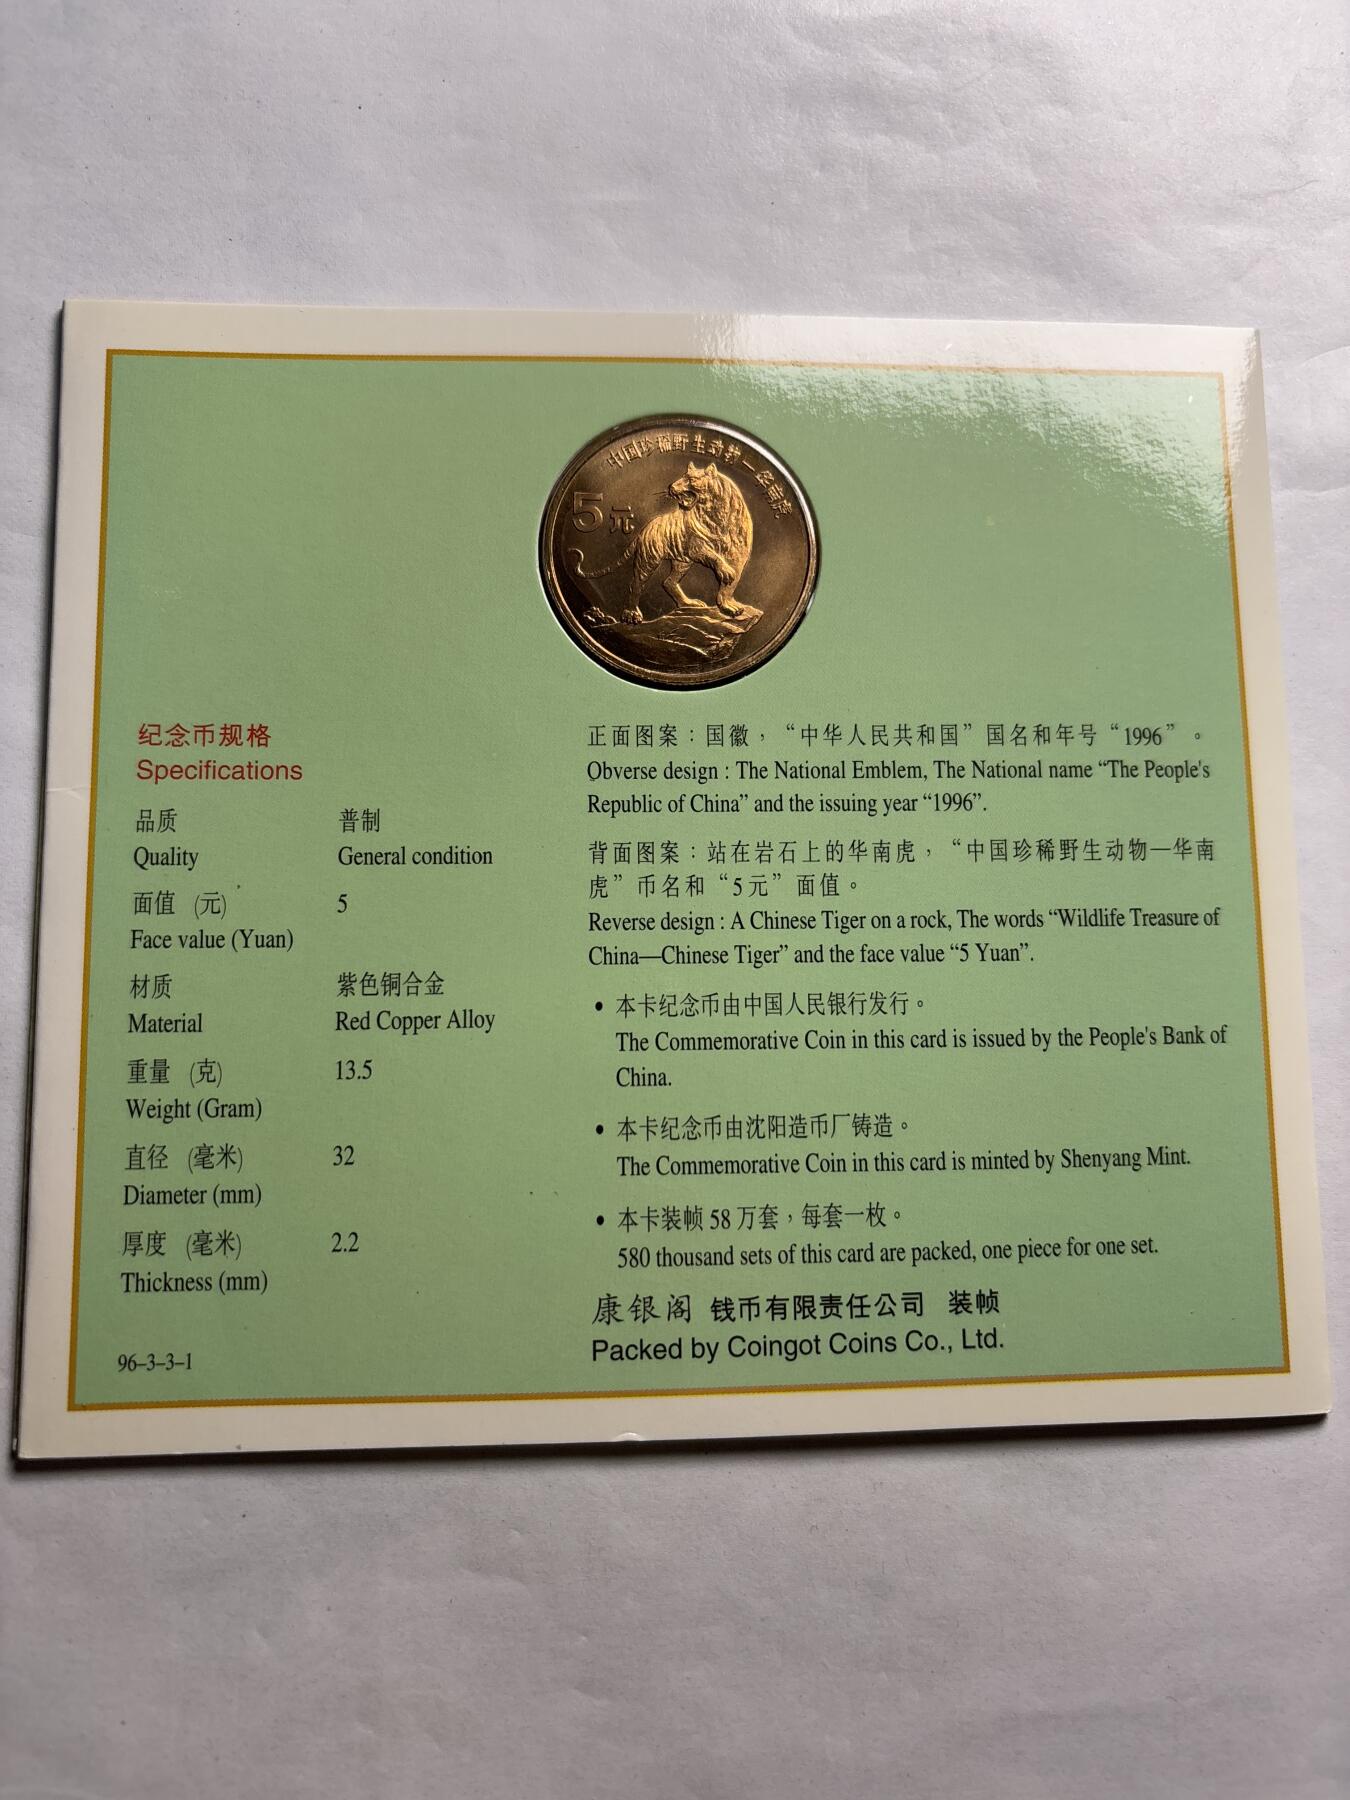 中国珍稀野生动物—华南虎
5元
纪念币规格
Specifications
品质 普制
Quality General condition
面值 (元) 5
Face value (Yuan)
材质 紫色铜合金
Material Red Copper Alloy
重量 (克) 13.5
Weight (Gram)
直径 (毫米) 32
Diameter (mm)
厚度 (毫米) 2.2
Thickness (mm)
96–3–3–1
正面图案：国徽，“中华人民共和国”国名和年号“1996”。
Obverse design : The National Emblem, The National name “The People's
Republic of China” and the issuing year “1996”.
背面图案：站在岩石上的华南虎，“中国珍稀野生动物—华南
虎”币名和“5元”面值。
Reverse design : A Chinese Tiger on a rock, The words “Wildlife Treasure of
China—Chinese Tiger” and the face value “5 Yuan”.
• 本卡纪念币由中国人民银行发行。
The Commemorative Coin in this card is issued by the People's Bank of
China.
• 本卡纪念币由沈阳造币厂铸造。
The Commemorative Coin in this card is minted by Shenyang Mint.
• 本卡装帧 58 万套，每套一枚。
580 thousand sets of this card are packed, one piece for one set.
康银阁 钱币有限责任公司 装帧
Packed by Coingot Coins Co., Ltd.